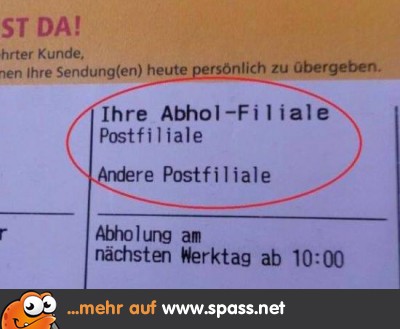 ST DA!
ehrter Kunde,
nen Ihre Sendung(en) heute persönlich zu übergeben.
Ihre Abhol-Filiale
Postfiliale
Andere Postfiliale
r
Abholung am
nächsten Werktag ab 10:00
...mehr auf www.spass.net